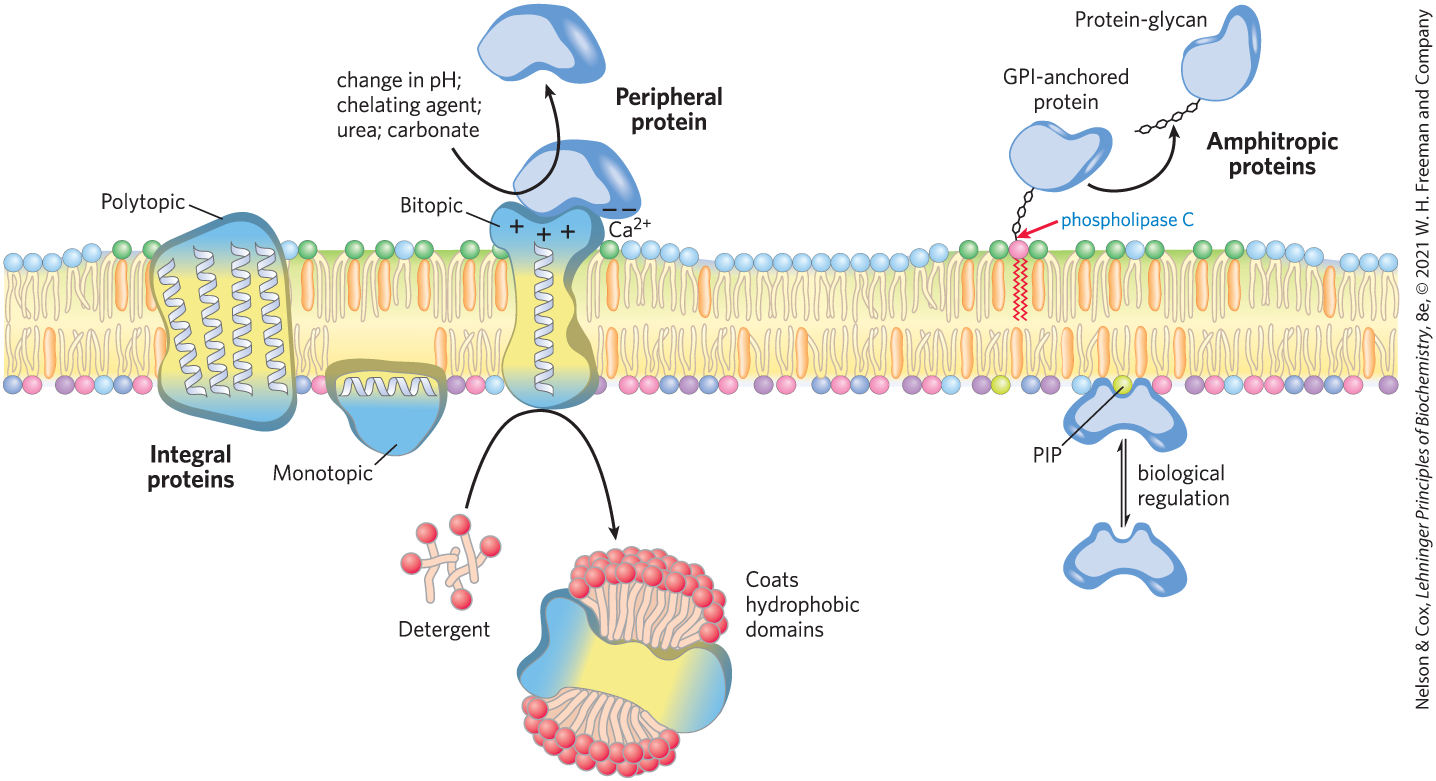 Protein-glycan
GPI-anchored
protein
Amphitropic
proteins
change in pH;
chelating agent;
urea; carbonate
Peripheral
protein
Polytopic
Bitopic
+ + +
– –
Ca2+
phospholipase C
Integral
proteins
Monotopic
PIP
biological
regulation
Detergent
Coats
hydrophobic
domains
Nelson & Cox, Lehninger Principles of Biochemistry, 8e, © 2021 W. H. Freeman and Company